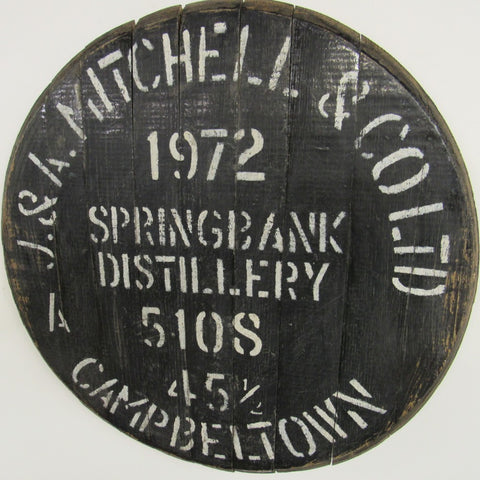 J. & A. MITCHELL & CO LTD
1972
SPRINGBANK
DISTILLERY
A
510S
45½
CAMPBELTOWN